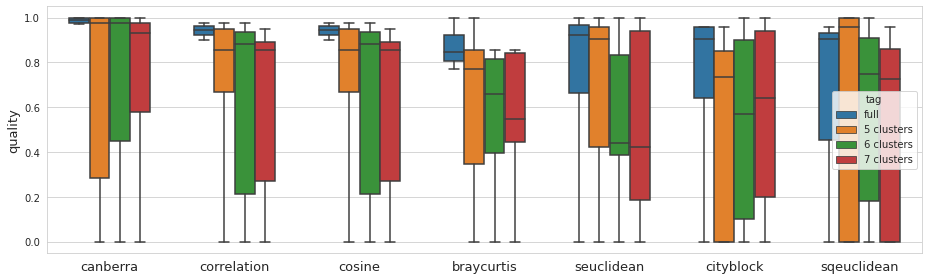 quality
1.0
0.8
0.6
0.4
0.2
0.0
tag
full
5 clusters
6 clusters
7 clusters
canberra correlation cosine braycurtis seuclidean cityblock sqeuclidean